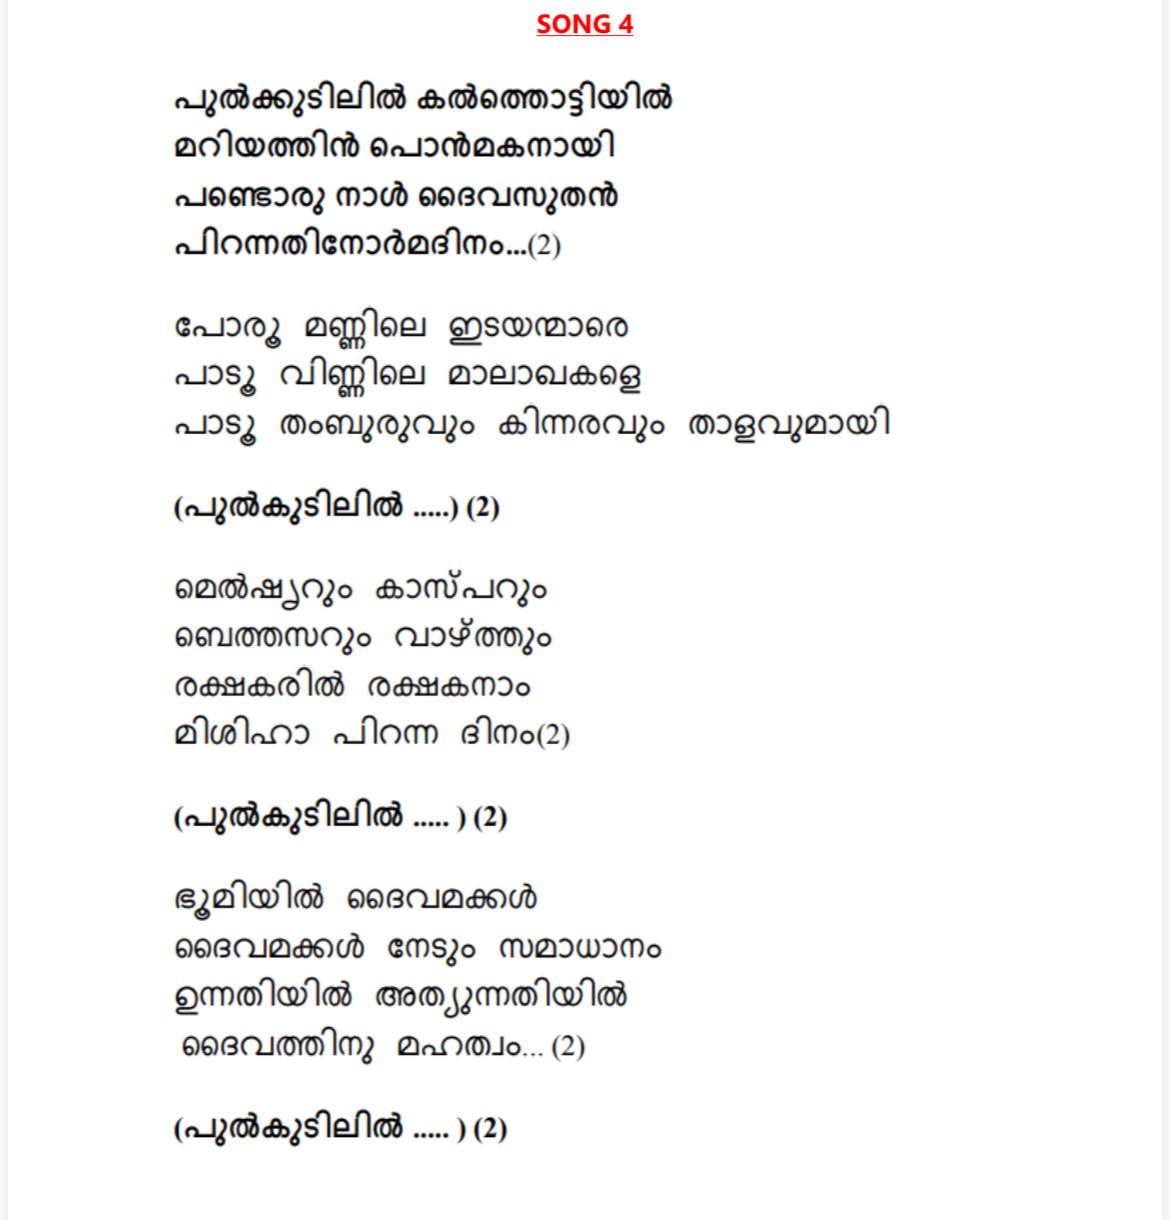 SONG 4
പുൽക്കുടിലിൽ കൽത്തൊട്ടിയിൽ
മറിയത്തിൻ പൊൻമകനായി
പണ്ടൊരു നാൾ ദൈവസുതൻ
പിറന്നതിനോർമദിനം...(2)
പോരൂ മണ്ണിലെ ഇടയന്മാരെ
പാടൂ വിണ്ണിലെ മാലാഖകളെ
പാടൂ തംബുരുവും കിന്നരവും താളവുമായി
(പുൽകുടിലിൽ .....) (2)
മെൽഷൃറും കാസ്പറും
ബെത്തസറും വാഴ്ത്തും
രക്ഷകരിൽ രക്ഷകനാം
മിശിഹാ പിറന്ന ദിനം(2)
(പുൽകുടിലിൽ ..... ) (2)
ഭൂമിയിൽ ദൈവമക്കൾ
ദൈവമക്കൾ നേടും സമാധാനം
ഉന്നതിയിൽ അത്യുന്നതിയിൽ
ദൈവത്തിനു മഹത്വം... (2)
(പുൽകുടിലിൽ ..... ) (2)